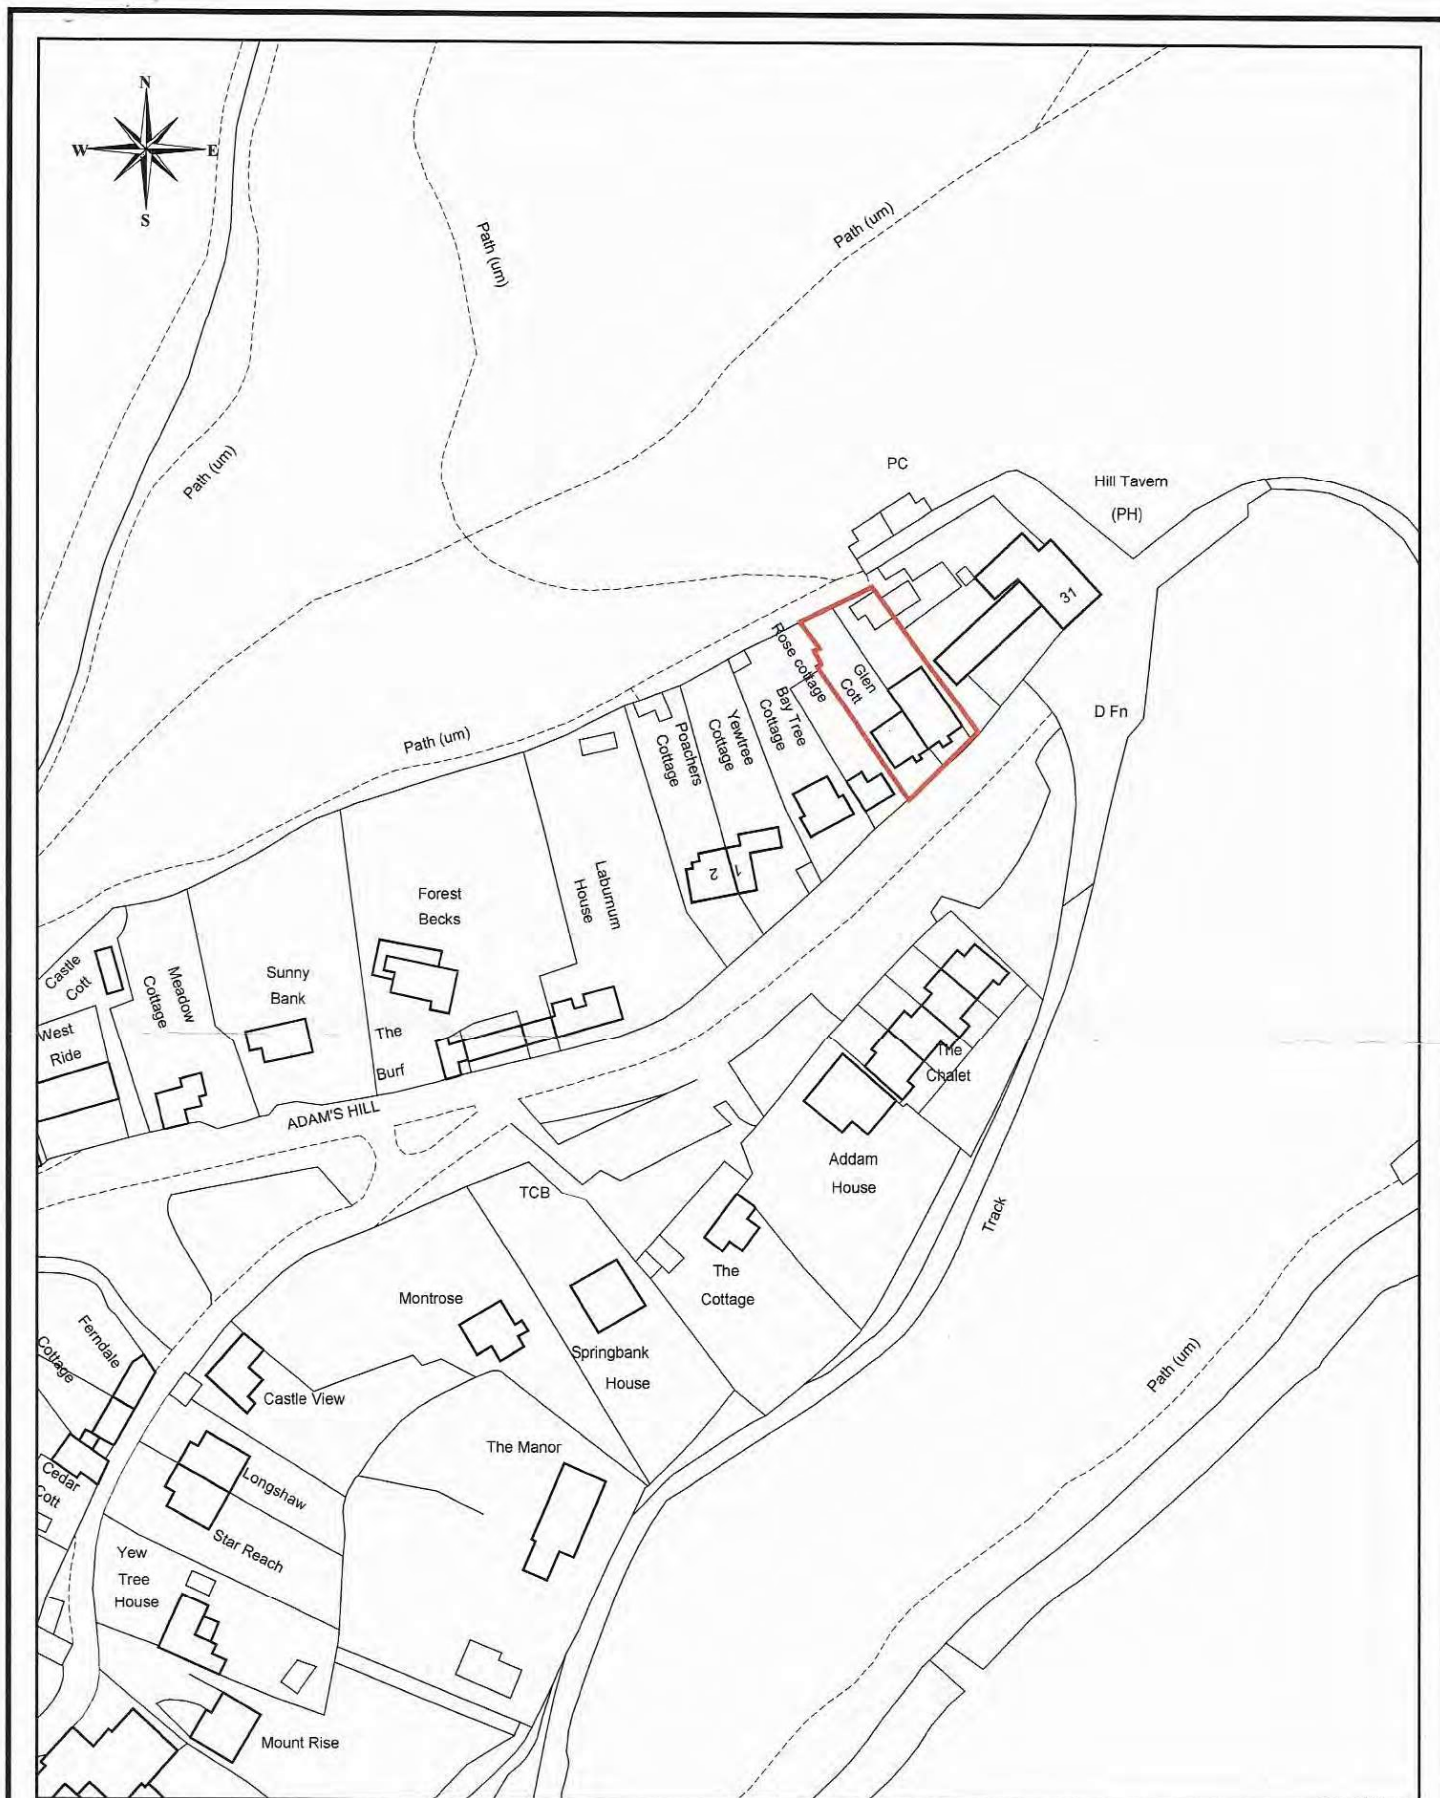 N
W
E
S
Path (um)
Path (um)
Path (um)
PC
Hill Tavern
(PH)
31
Rose cottage
Glen
Cott
Bay Tree
Cottage
Yewtree
Cottage
Poachers
Cottage
D Fn
Path (um)
2
1
Laburnum
House
Forest
Becks
Castle
Cott
Meadow
Cottage
Sunny
Bank
West
Ride
The
Burf
ADAM'S HILL
The
Chalet
Addam
House
TCB
Track
The
Cottage
Montrose
Springbank
House
Ferndale
Cottage
Castle View
Path (um)
The Manor
Longshaw
Cedar
Cott
Star Reach
Yew
Tree
House
Mount Rise